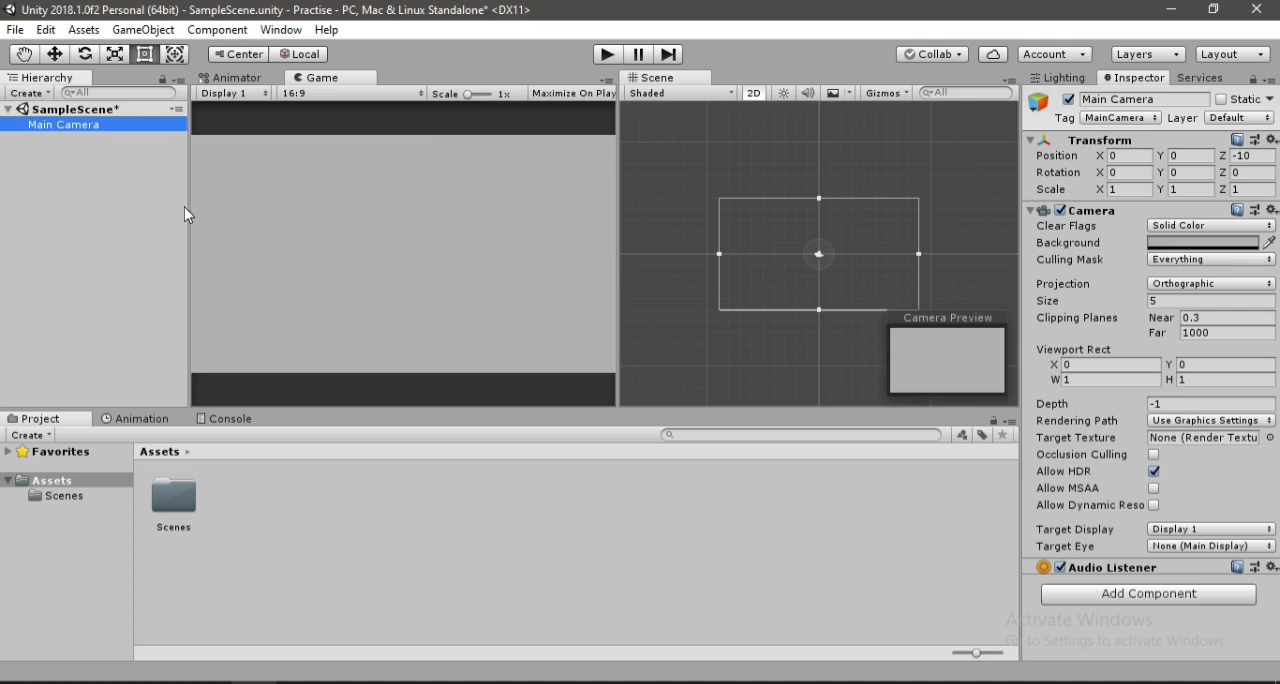 Unity 2018.1.0f2 Personal (64bit) - SampleScene.unity - Practise - PC, Mac & Linux Standalone* <DX11>
File Edit Assets GameObject Component Window Help
Center Local Collab Account Layers Layout
Hierarchy Animator Game Scene Lighting Inspector Services
Create All Display 1 16:9 Scale 1x Maximize On Play Shaded 2D Gizmos All Main Camera Static
SampleScene*
Tag MainCamera Layer Default
Main Camera
Transform
Position X 0 Y 0 Z -10
Rotation X 0 Y 0 Z 0
Scale X 1 Y 1 Z 1
Camera
Clear Flags Solid Color
Background
Culling Mask Everything
Projection Orthographic
Size 5
Clipping Planes Near 0.3
Far 1000
Viewport Rect
X 0 Y 0
W 1 H 1
Depth -1
Rendering Path Use Graphics Settings
Target Texture None (Render Textu
Occlusion Culling
Allow HDR
Allow MSAA
Allow Dynamic Reso
Target Display Display 1
Target Eye None (Main Display)
Audio Listener
Add Component
Camera Preview
Project Animation Console
Create
Favorites
Assets
Scenes
Assets
Scenes
Activate Windows
Go to Settings to activate Windows.